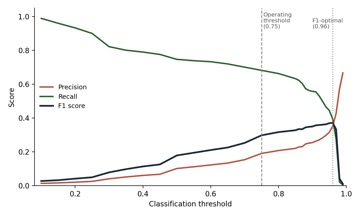 1.0
0.8
0.6
0.4
0.2
0.0
Score
Precision
Recall
F1 score
Operating
threshold
(0.75)
F1-optimal
(0.96)
0.2
0.4
0.6
0.8
1.0
Classification threshold